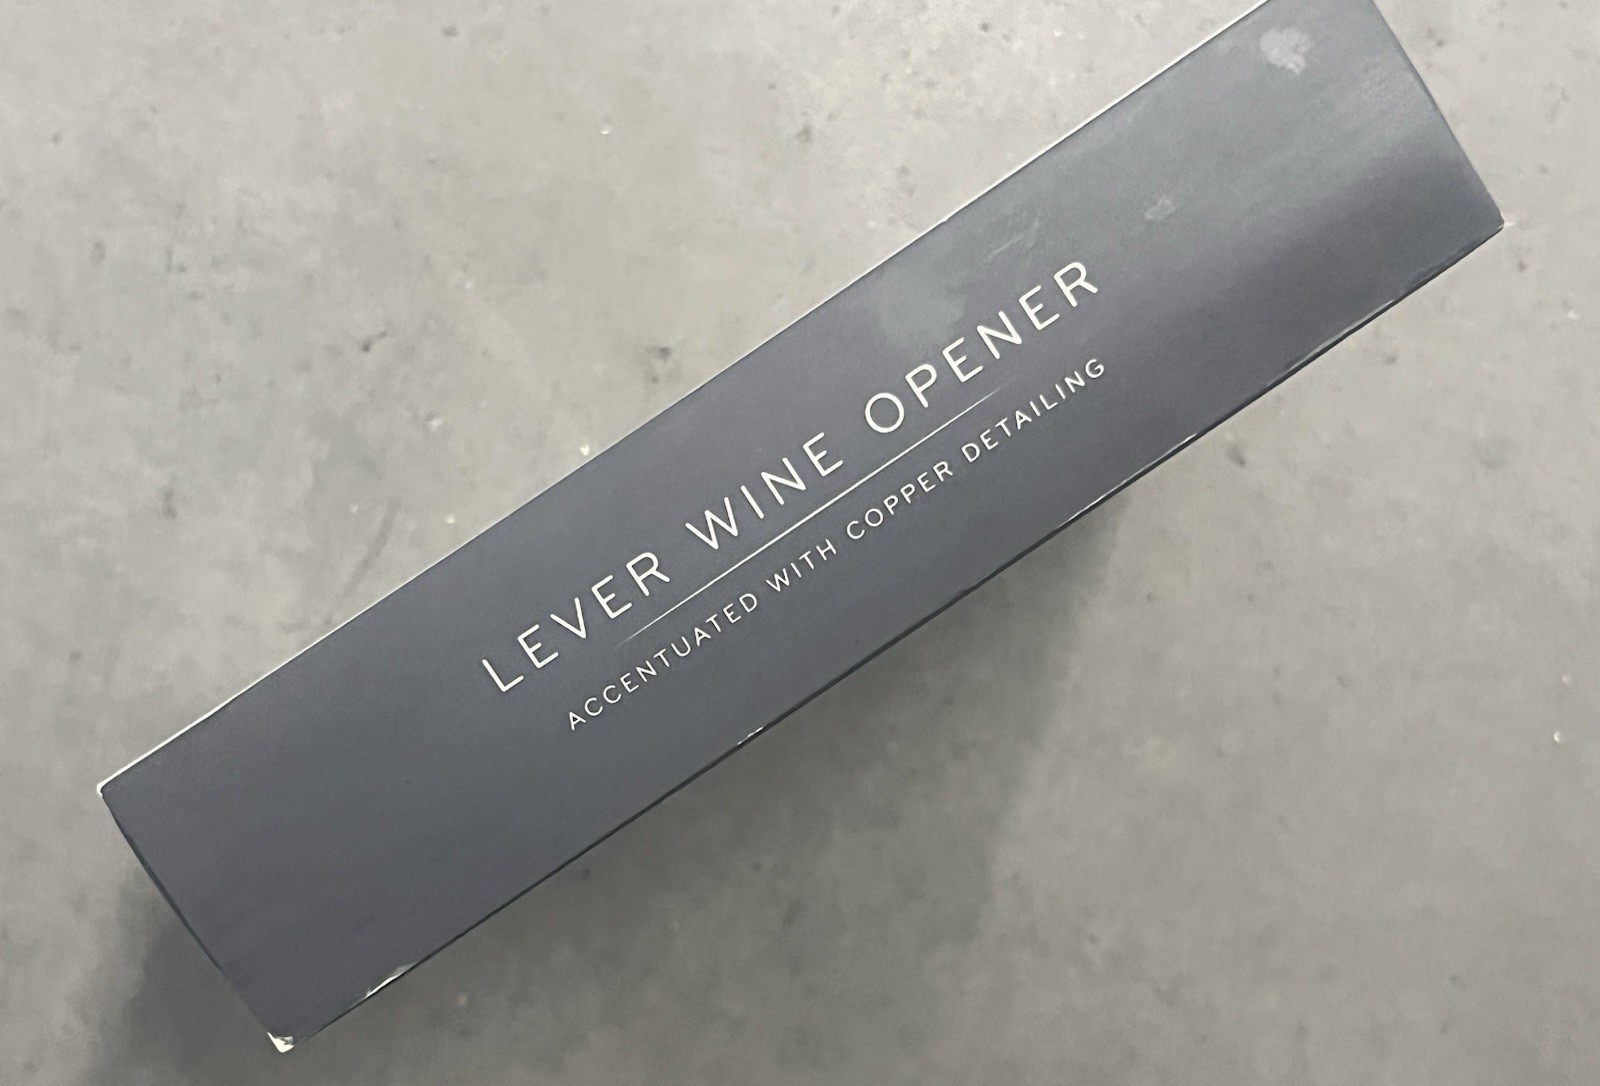 LEVER WINE OPENER
ACCENTUATED WITH COPPER DETAILING